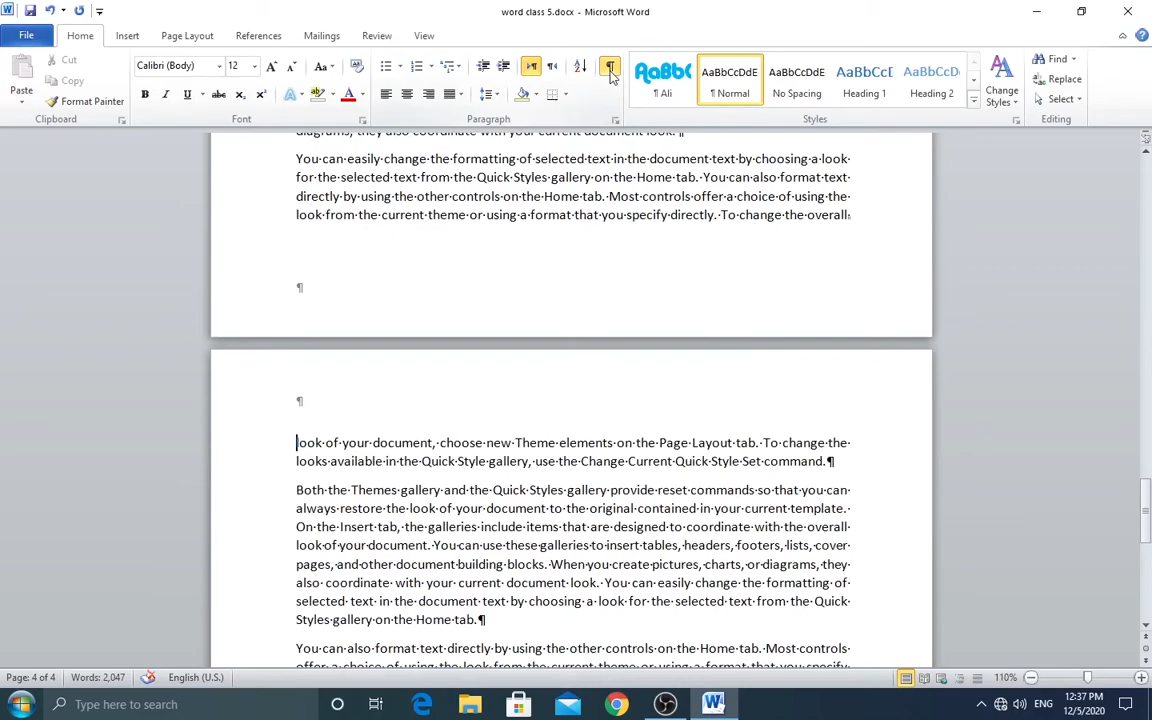 word class 5.docx - Microsoft Word
File Home Insert Page Layout References Mailings Review View
Paste
Cut
Copy
Format Painter
Clipboard
Calibri (Body) 12
Font
Paragraph
AaBbCc AaBbCcDdE AaBbCcDdE AaBbCc AaBbCcD
¶ Ali ¶ Normal No Spacing Heading 1 Heading 2
Change Styles
Styles
Find
Replace
Select
Editing
diagrams, they also coordinate with your current document look. ¶
You can easily change the formatting of selected text in the document text by choosing a look
for the selected text from the Quick Styles gallery on the Home tab. You can also format text
directly by using the other controls on the Home tab. Most controls offer a choice of using the
look from the current theme or using a format that you specify directly. To change the overall
¶
¶
look of your document, choose new Theme elements on the Page Layout tab. To change the
looks available in the Quick Style gallery, use the Change Current Quick Style Set command.¶
Both the Themes gallery and the Quick Styles gallery provide reset commands so that you can
always restore the look of your document to the original contained in your current template.
On the Insert tab, the galleries include items that are designed to coordinate with the overall
look of your document. You can use these galleries to insert tables, headers, footers, lists, cover
pages, and other document building blocks. When you create pictures, charts, or diagrams, they
also coordinate with your current document look. You can easily change the formatting of
selected text in the document text by choosing a look for the selected text from the Quick
Styles gallery on the Home tab.¶
You can also format text directly by using the other controls on the Home tab. Most controls
offer a choice of using the look from the current theme or using a format that you specify
Page: 4 of 4 Words: 2,047 English (U.S.) 110%
Type here to search
ENG
12:37 PM
12/5/2020